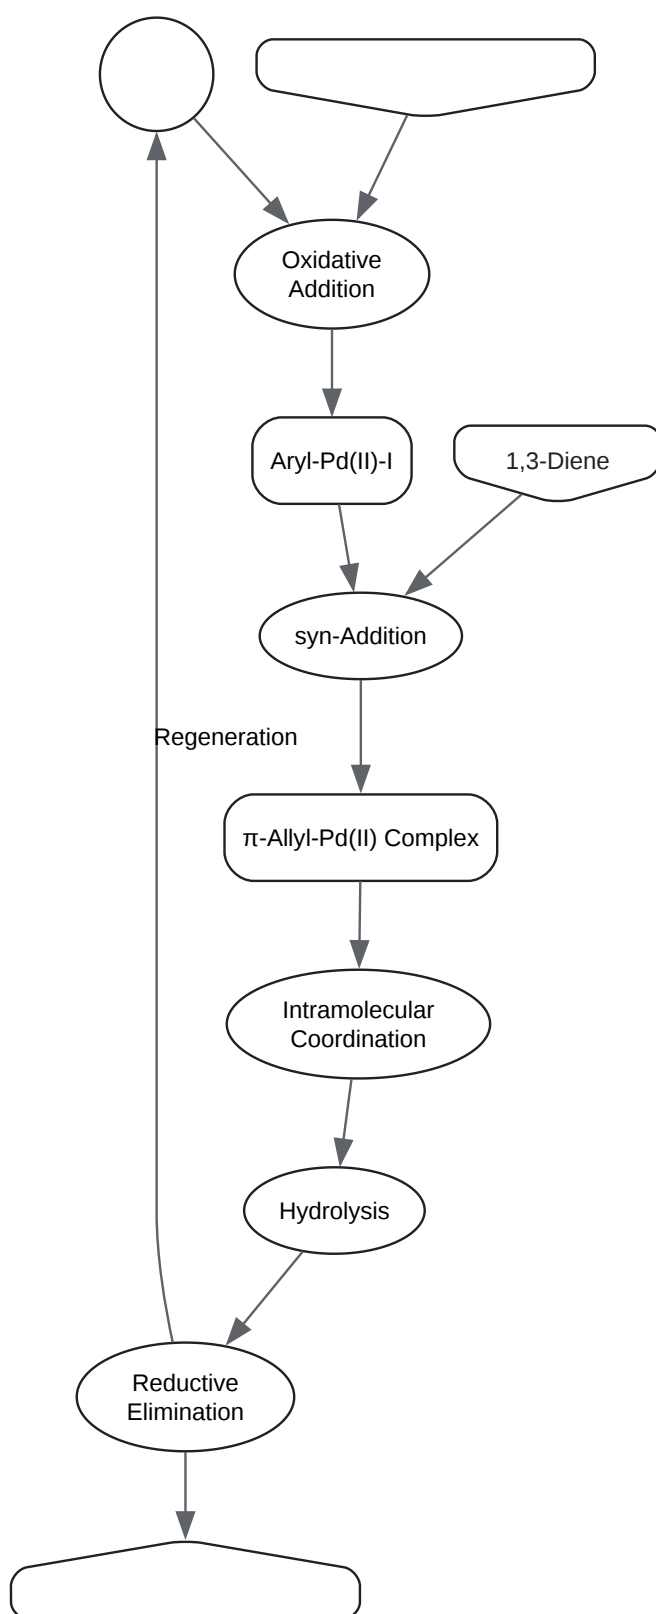 Oxidative
Addition
Aryl-Pd(II)-I
1,3-Diene
syn-Addition
Regeneration
π-Allyl-Pd(II) Complex
Intramolecular
Coordination
Hydrolysis
Reductive
Elimination